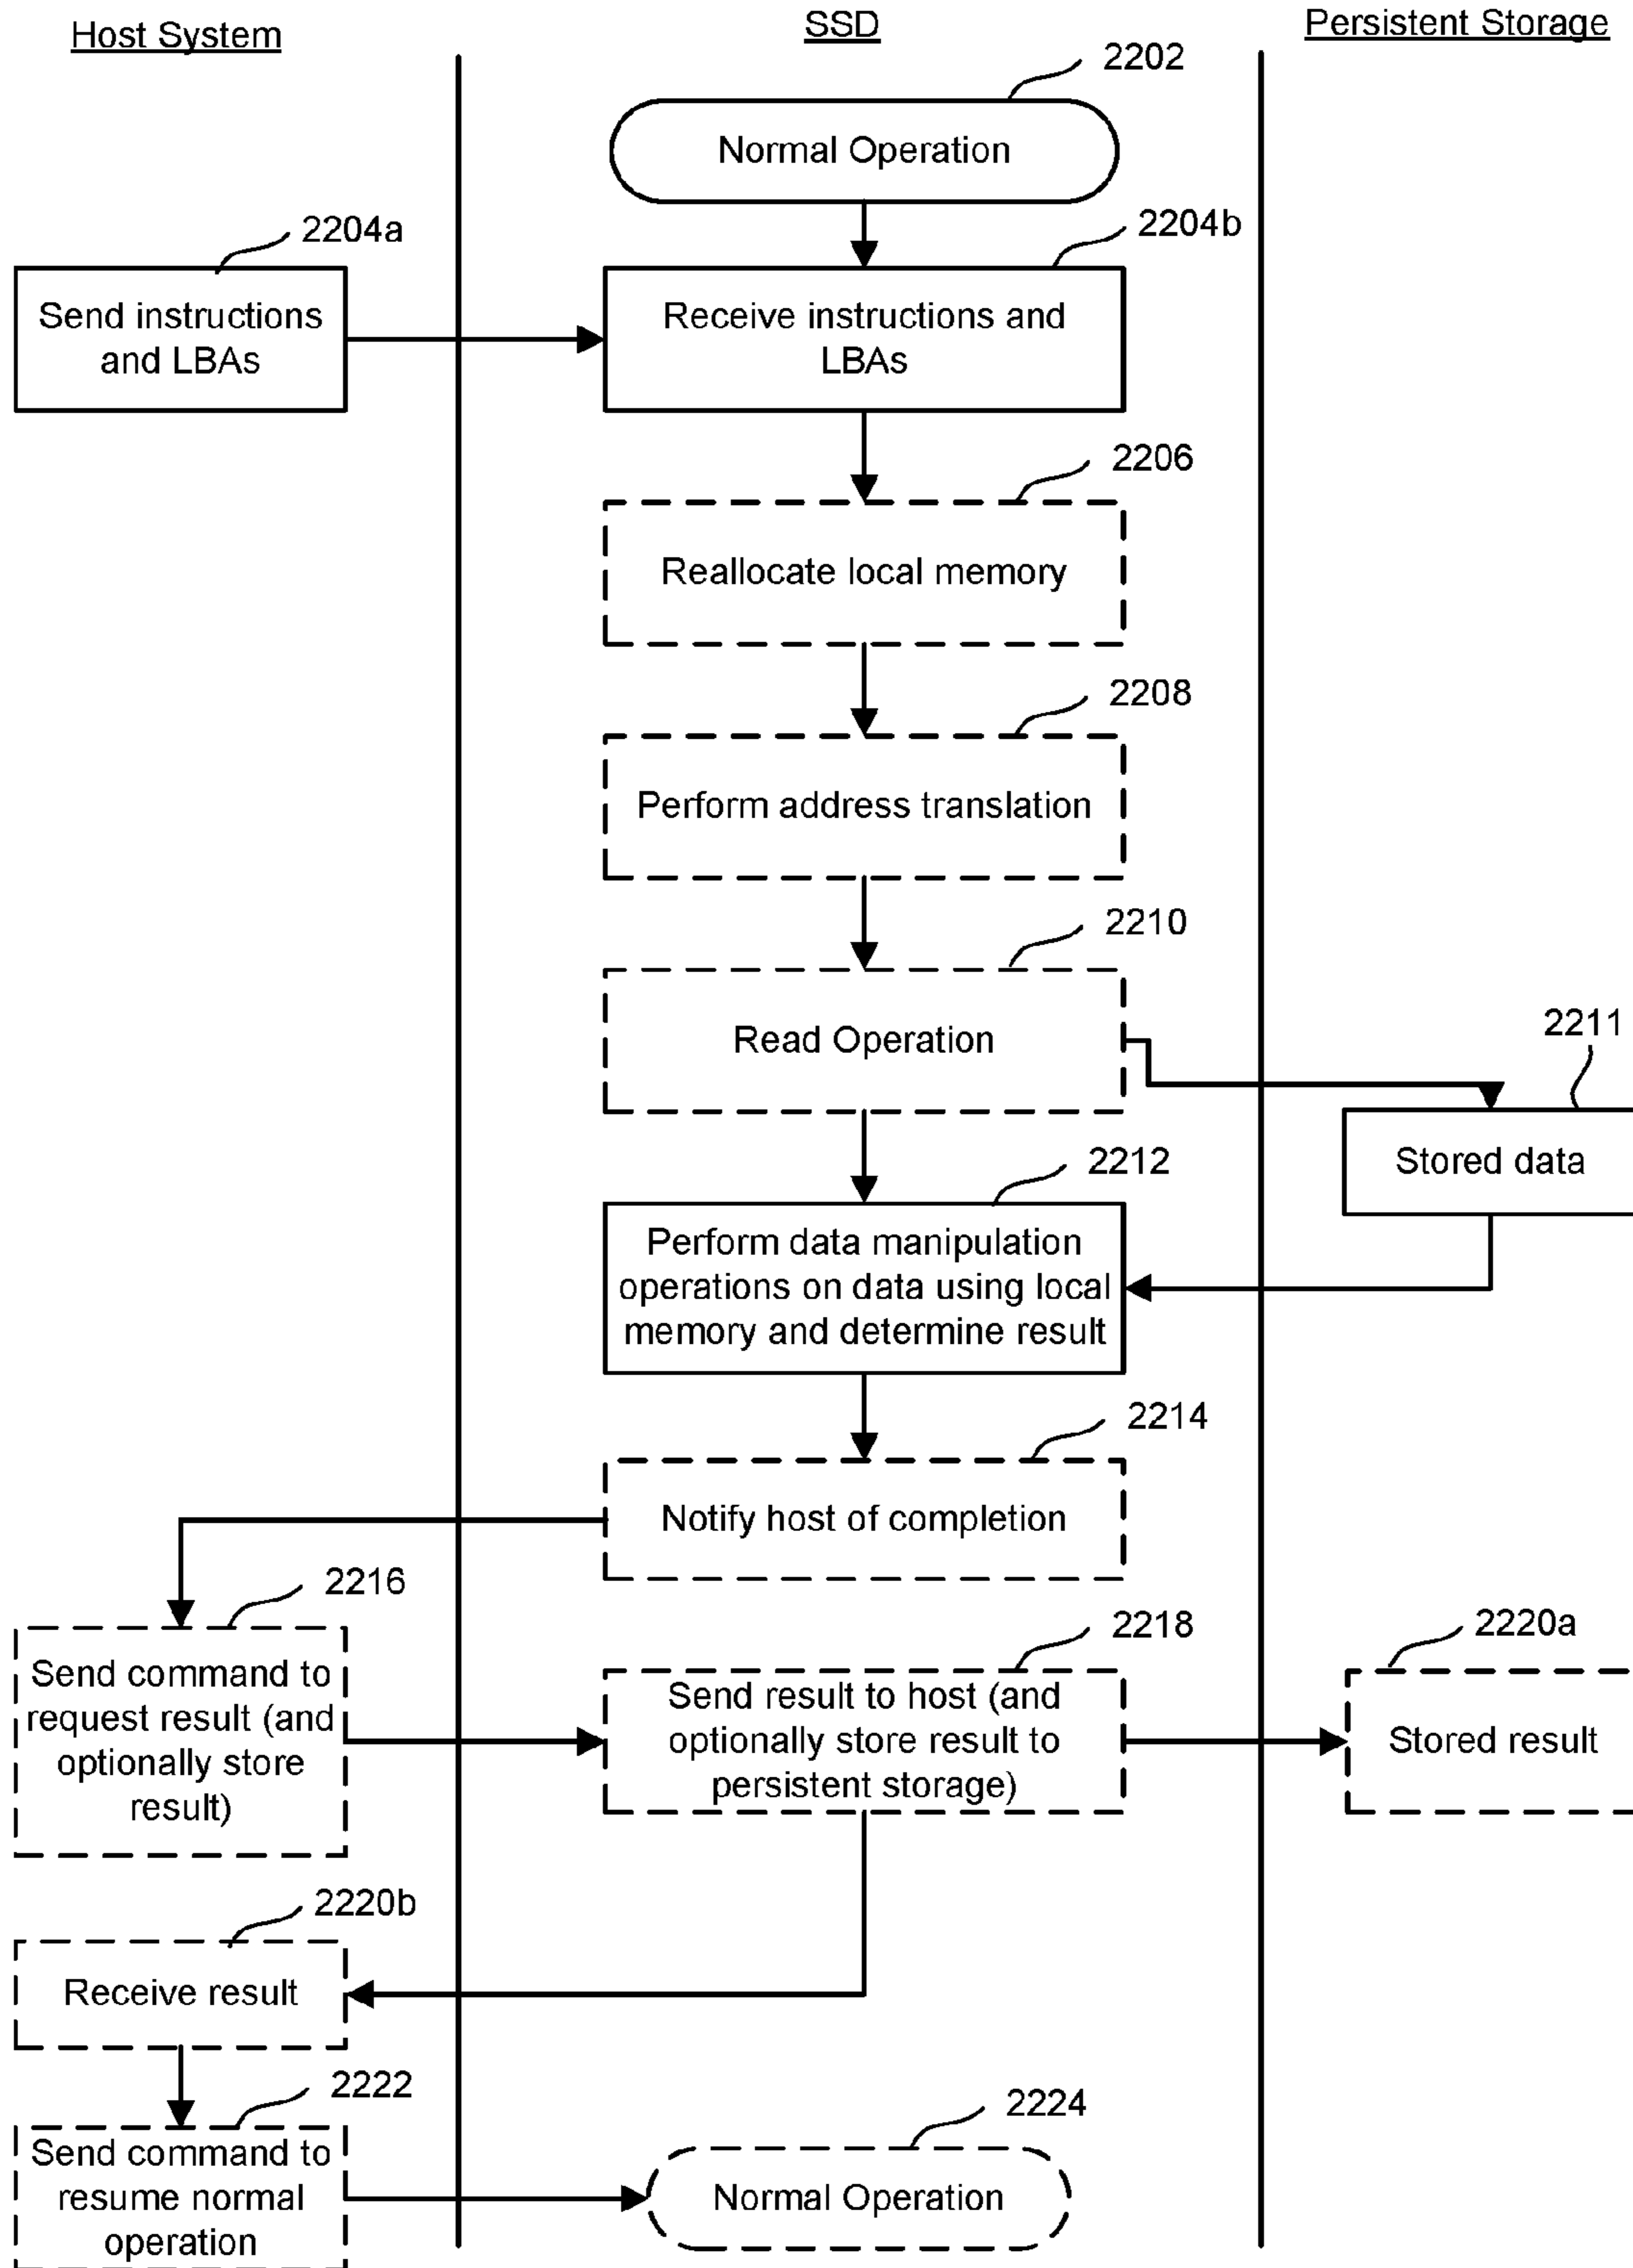 Host System
SSD
Persistent Storage
2202
Normal Operation
2204a
2204b
Send instructions
and LBAs
Receive instructions and
LBAs
2206
Reallocate local memory
2208
Perform address translation
2210
Read Operation
2211
Stored data
2212
Perform data manipulation
operations on data using local
memory and determine result
2214
Notify host of completion
2216
Send command to
request result (and
optionally store
result)
2218
Send result to host (and
optionally store result to
persistent storage)
2220a
Stored result
2220b
Receive result
2222
Send command to
resume normal
operation
2224
Normal Operation